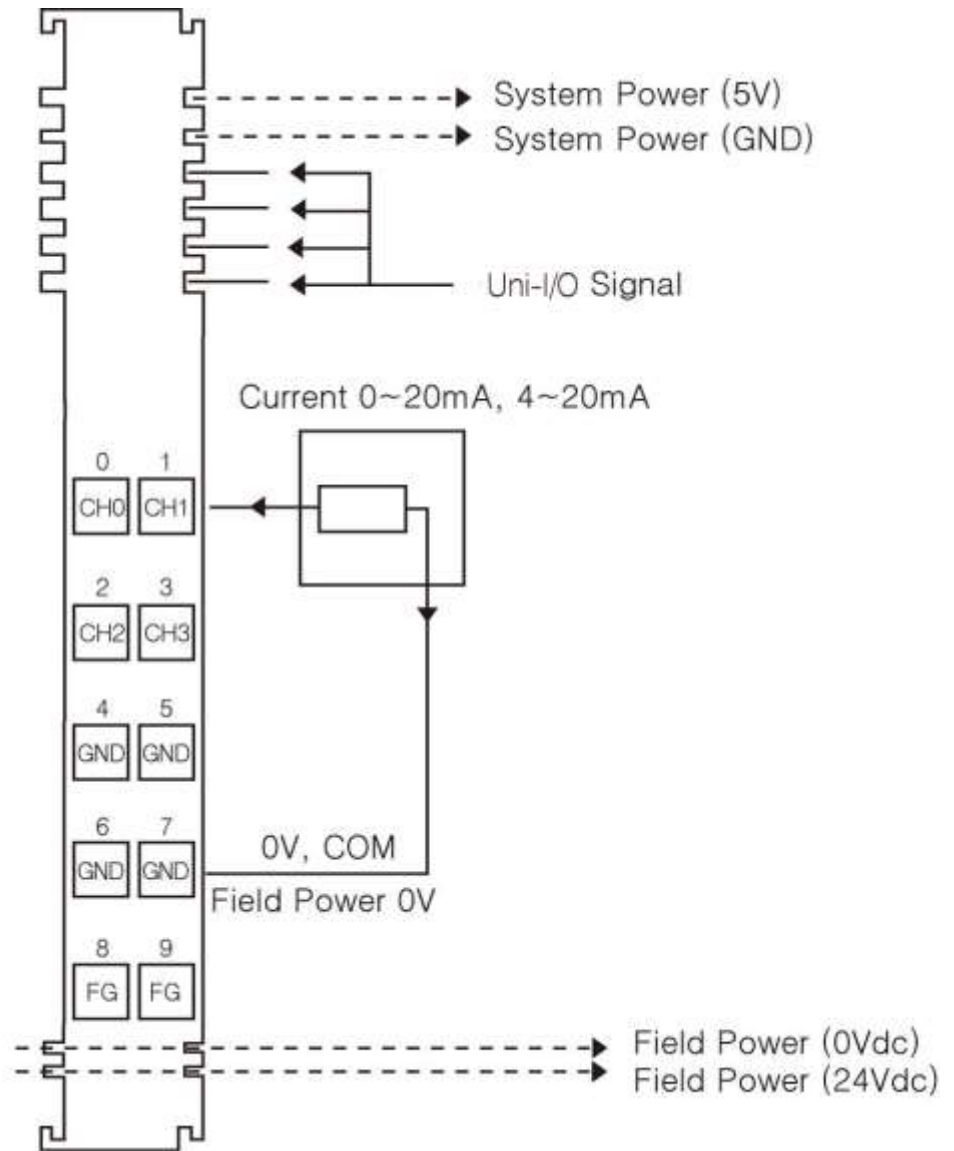 System Power (5V)
System Power (GND)
Uni-I/O Signal
Current 0~20mA, 4~20mA
0 1
CH0 CH1
2 3
CH2 CH3
4 5
GND GND
6 7
GND GND
0V, COM
Field Power 0V
8 9
FG FG
Field Power (0Vdc)
Field Power (24Vdc)